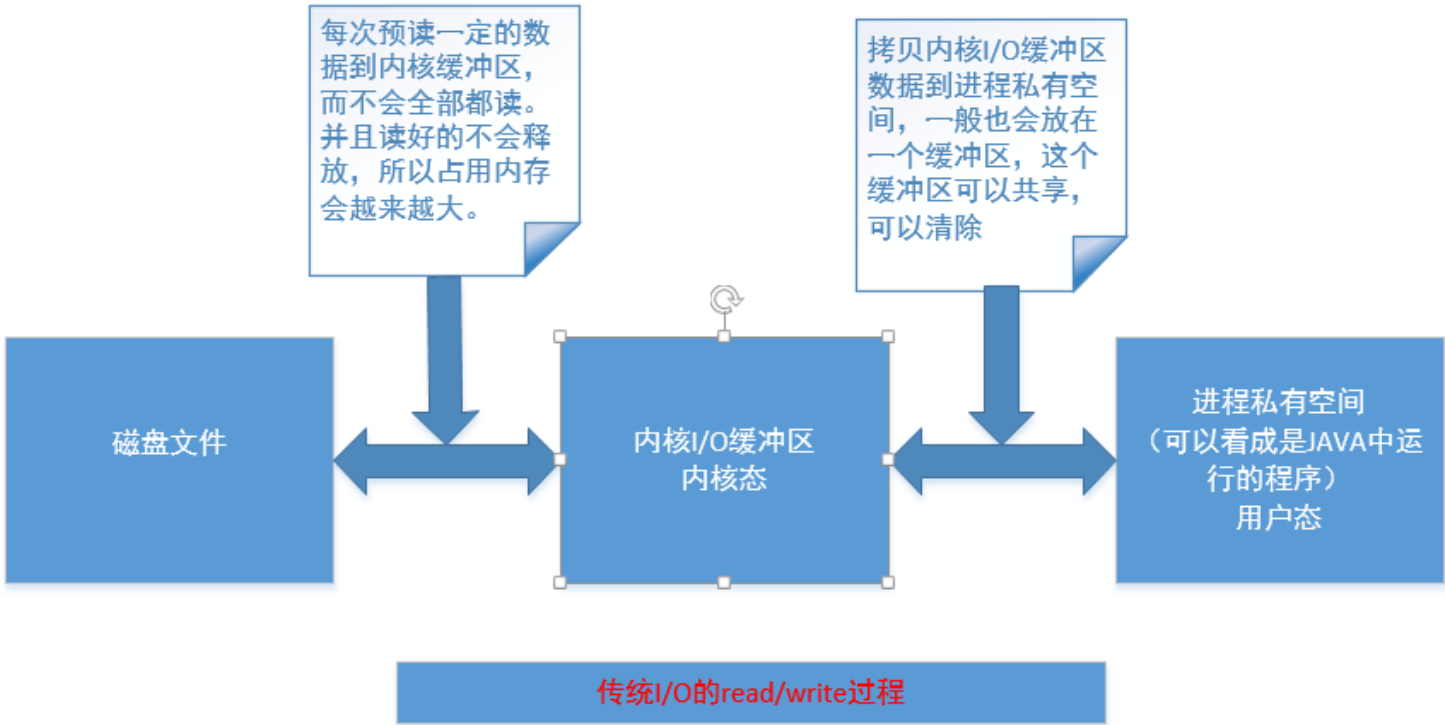 每次预读一定的数
据到内核缓冲区，
而不会全部都读。
并且读好的不会释
放，所以占用内存
会越来越大。
拷贝内核I/O缓冲区
数据到进程私有空
间，一般也会放在
一个缓冲区，这个
缓冲区可以共享，
可以清除
磁盘文件
内核I/O缓冲区
内核态
进程私有空间
（可以看成是JAVA中运
行的程序）
用户态
传统I/O的read/write过程